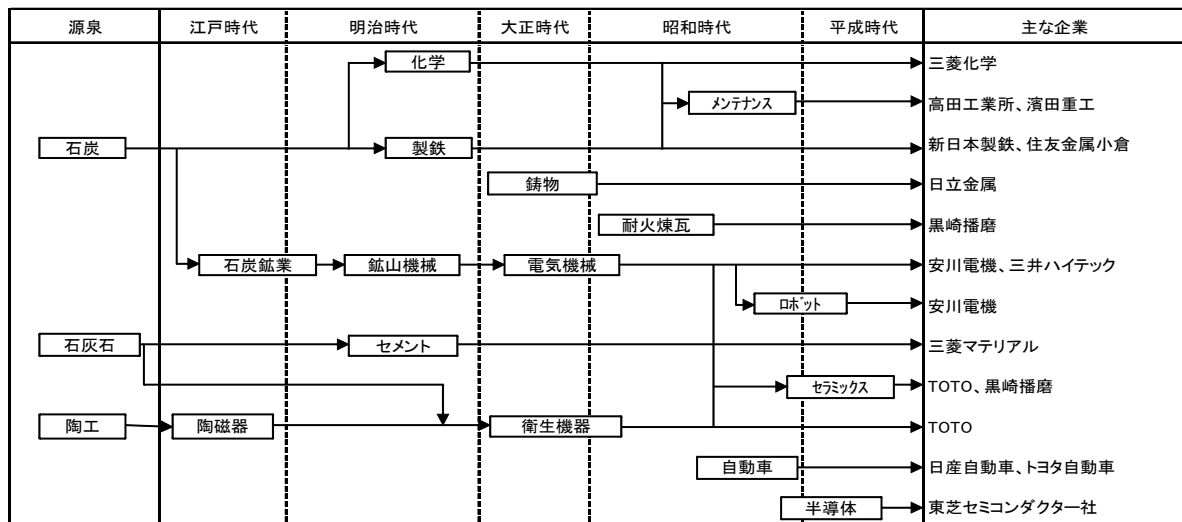 源泉 江戸時代 明治時代 大正時代 昭和時代 平成時代 主な企業
化学 三菱化学
メンテナンス 高田工業所、濱田重工
石炭 製鉄 新日本製鉄、住友金属小倉
鋳物 日立金属
耐火煉瓦 黒崎播磨
石炭鉱業 鉱山機械 電気機械 安川電機、三井ハイテック
ロボット 安川電機
石灰石 セメント 三菱マテリアル
セラミックス TOTO、黒崎播磨
陶工 陶磁器 衛生機器 TOTO
自動車 日産自動車、トヨタ自動車
半導体 東芝セミコンダクター社